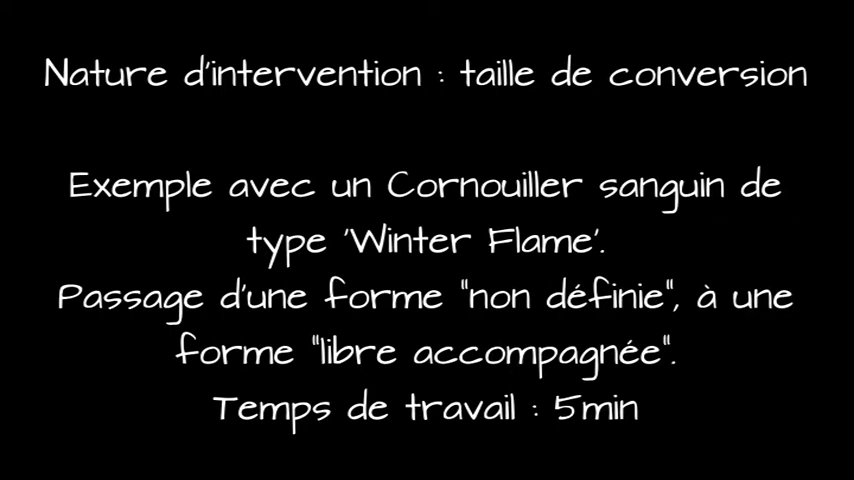 Nature d'intervention : taille de conversion
Exemple avec un Cornouiller sanguin de
type 'Winter Flame'.
Passage d'une forme "non définie", à une
forme "libre accompagnée".
Temps de travail : 5min